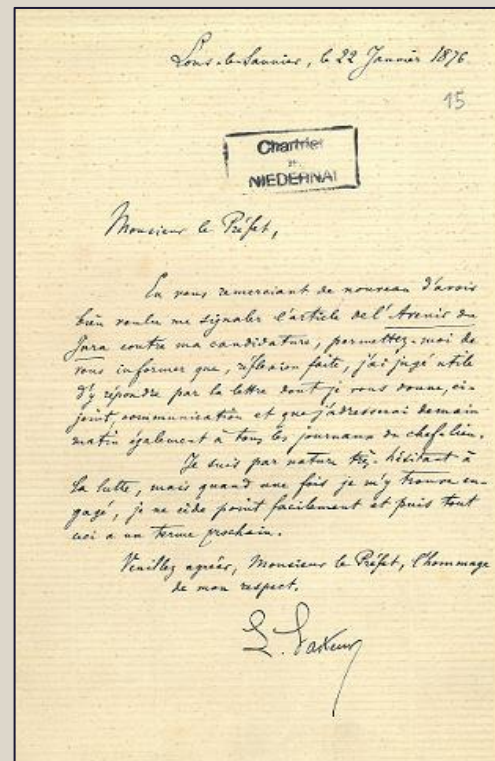 Lons-le-Saunier, le 22 Janvier 1876
15
Chartrier
DE
NIEDERNAI
Monsieur le Préfet,
En vous remerciant de nouveau d'avoir
bien voulu me signaler l'article de l'Avenir du
Jura contre ma candidature, permettez-moi de
vous informer que, réflexion faite, j'ai jugé utile
d'y répondre par la lettre dont je vous donne, ci-
joint, communication et que j'adresserai demain
matin également à tous les journaux du chef-lieu.
Je suis par nature très-hésitant à
la lutte, mais quand une fois je m'y trouve en-
gagé, je ne cède point facilement et puis tout
ceci a un terme prochain.
Veuillez agréer, Monsieur le Préfet, l'hommage
de mon respect.
L. Pasteur